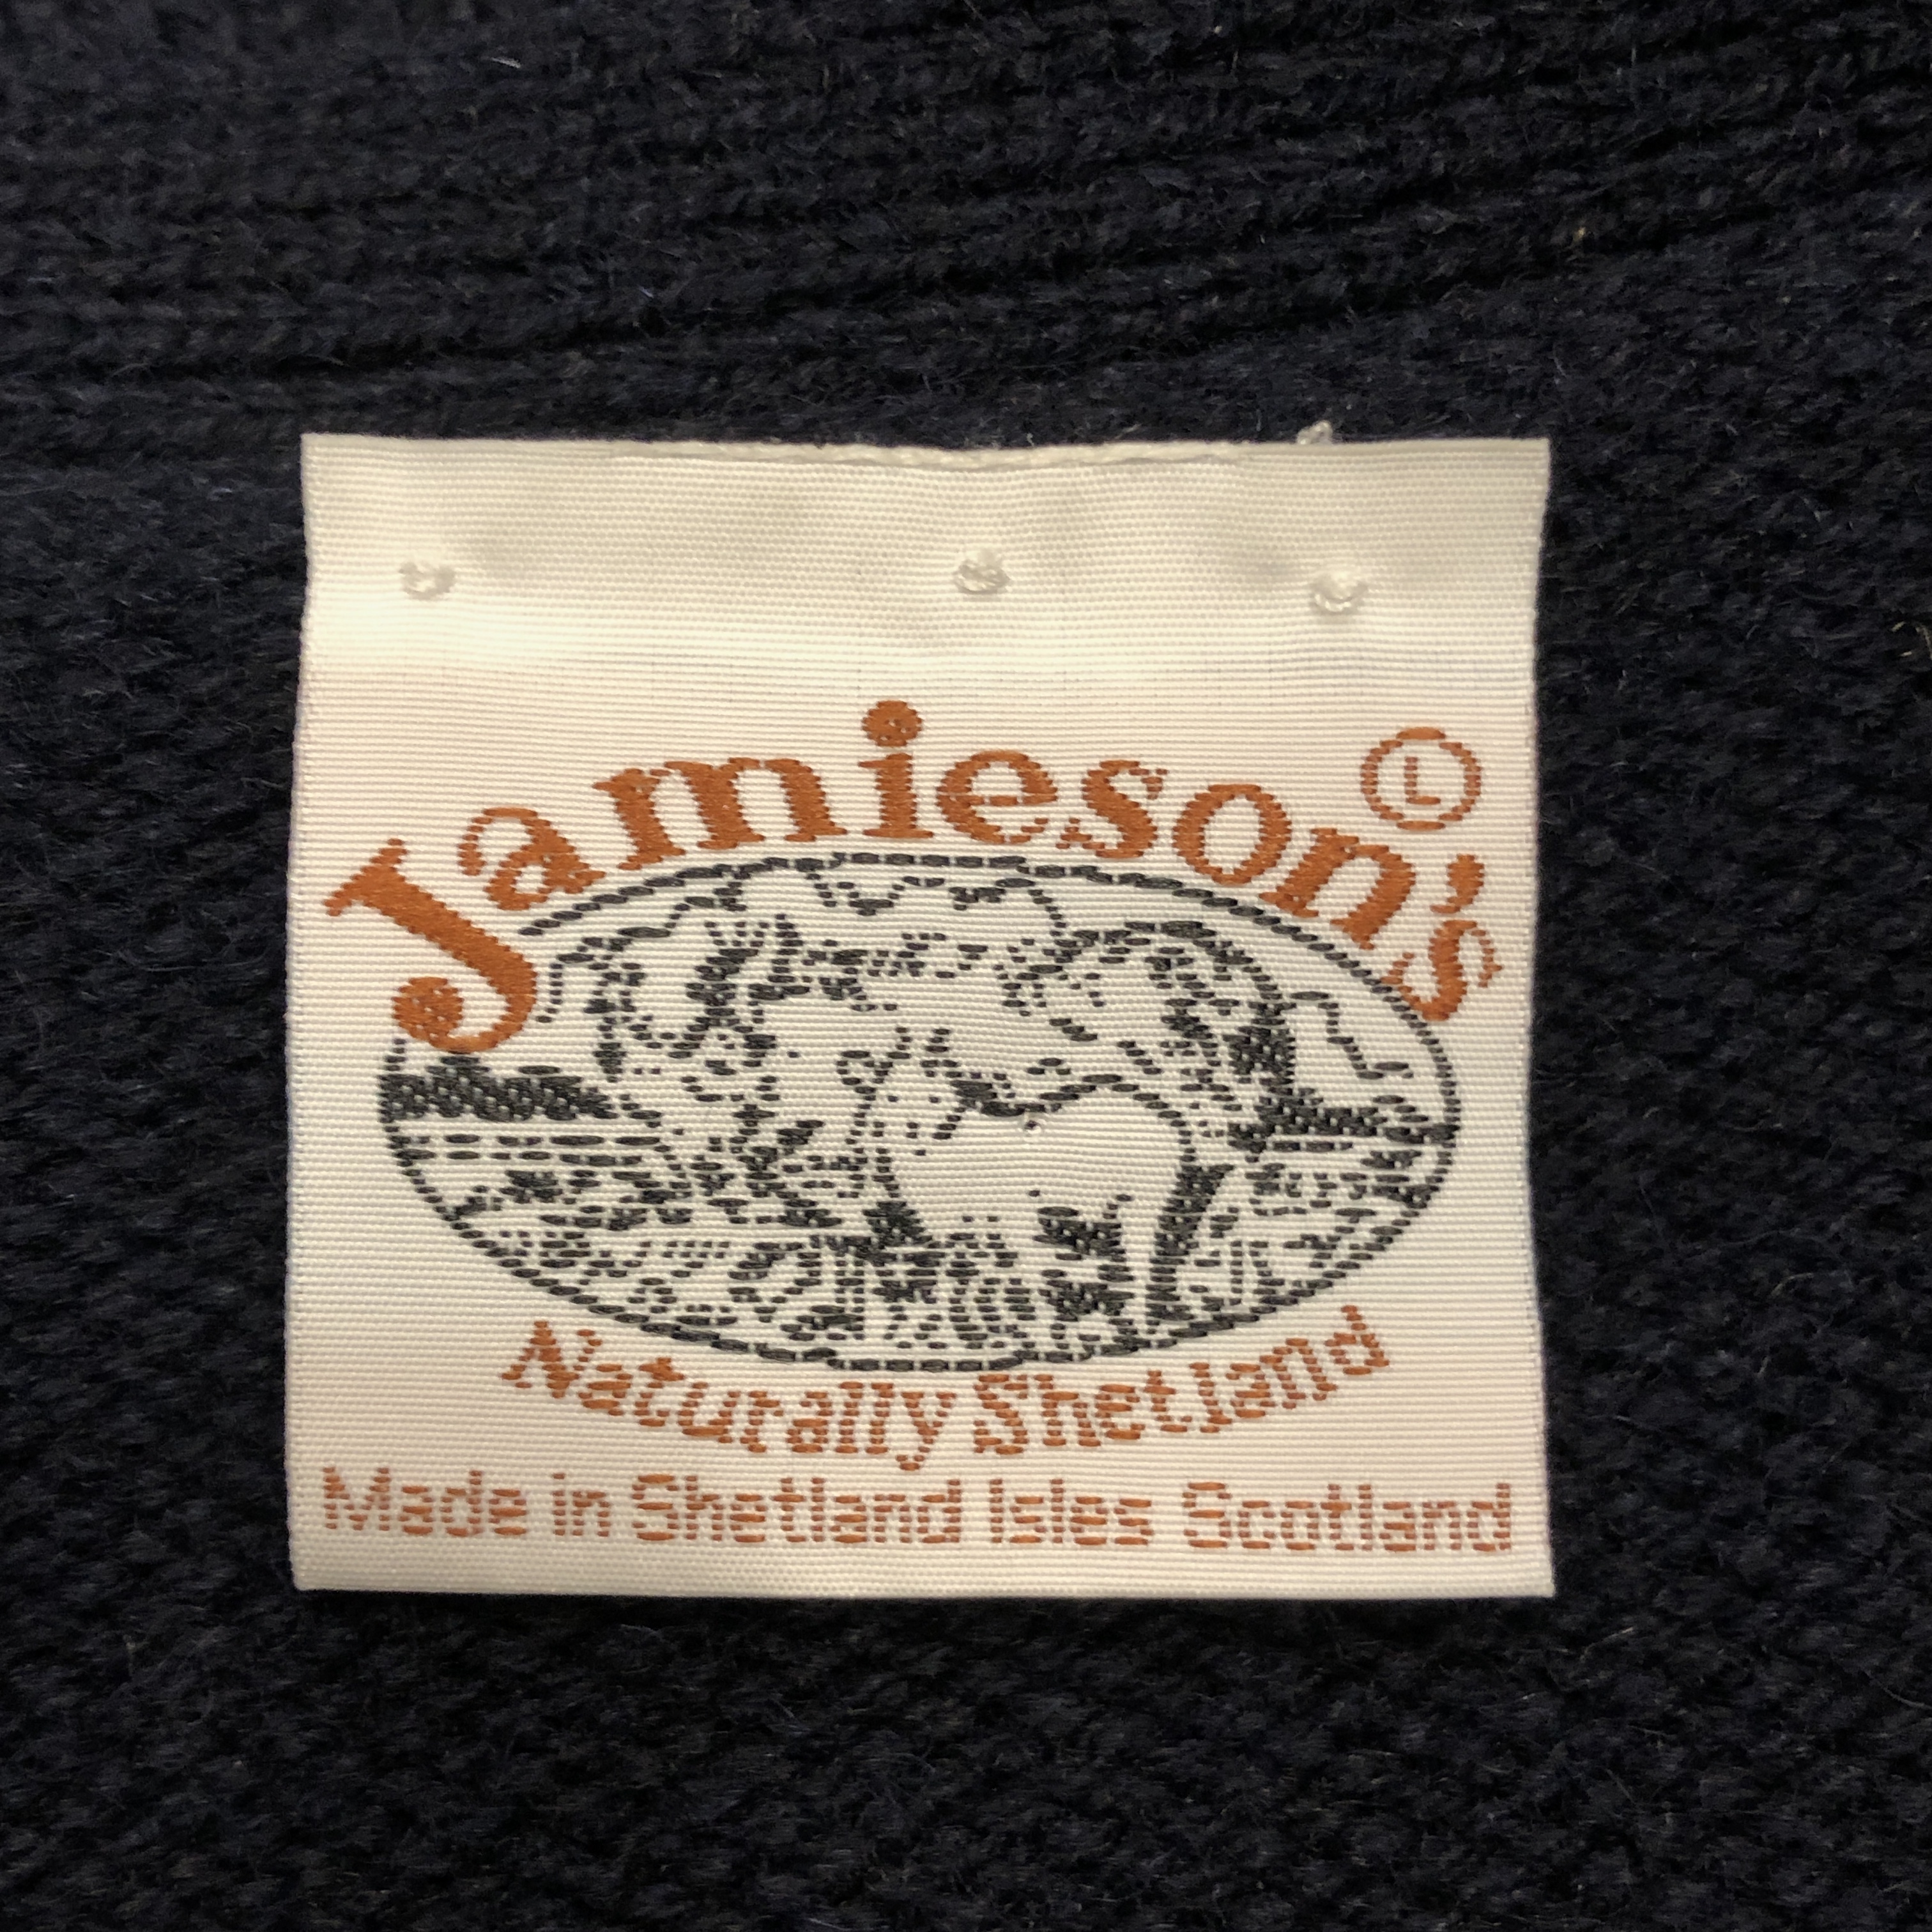 Jamieson's
L
Naturally Shetland
Made in Shetland Isles Scotland